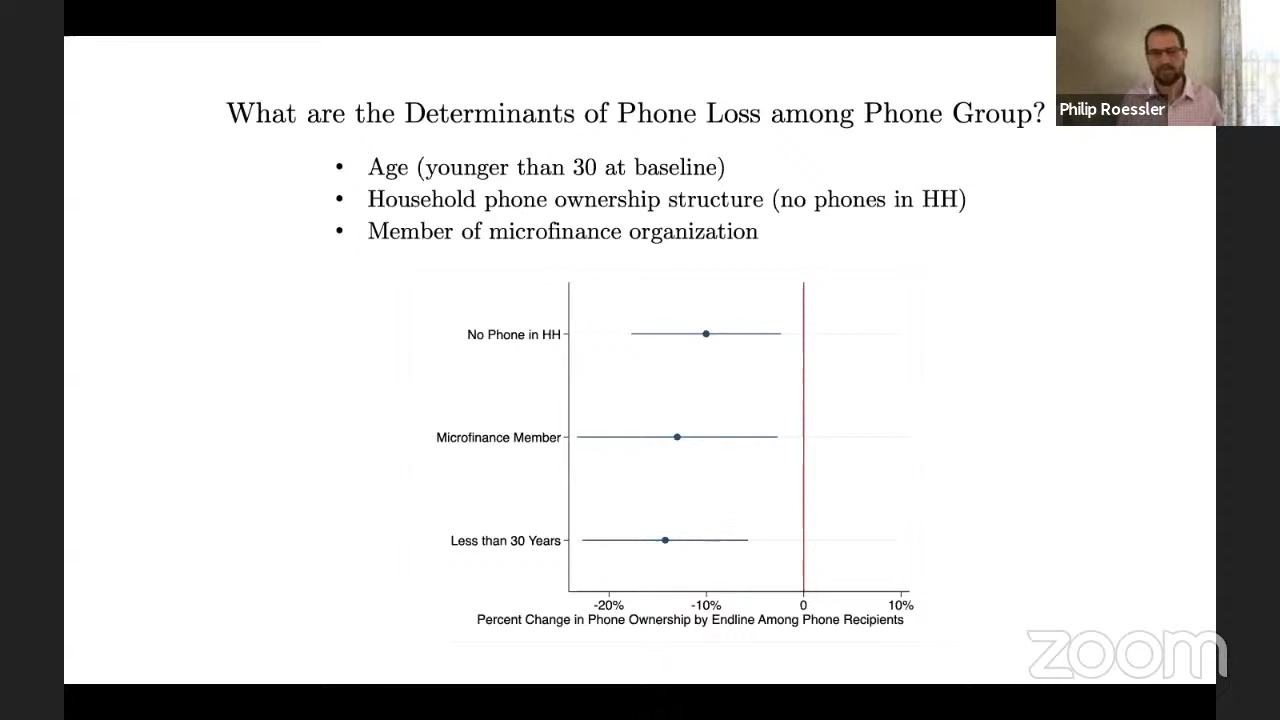 What are the Determinants of Phone Loss among Phone Group?
Philip Roessler
• Age (younger than 30 at baseline)
• Household phone ownership structure (no phones in HH)
• Member of microfinance organization
No Phone in HH
Microfinance Member
Less than 30 Years
-20% -10% 0 10%
Percent Change in Phone Ownership by Endline Among Phone Recipients
zoom